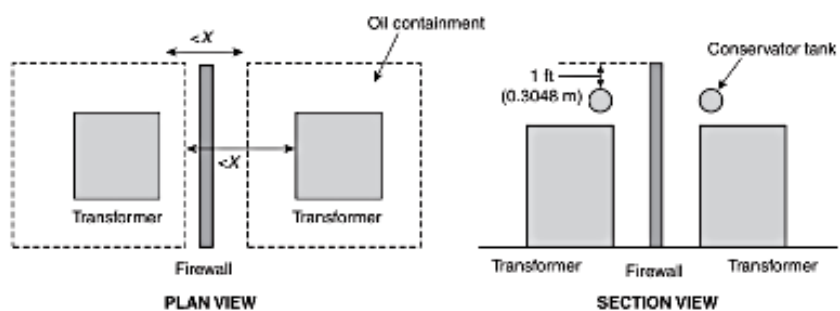 <X
Oil containment
<X
Transformer
Transformer
Firewall
PLAN VIEW
Conservator tank
1 ft
(0.3048 m)
Transformer
Firewall
Transformer
SECTION VIEW